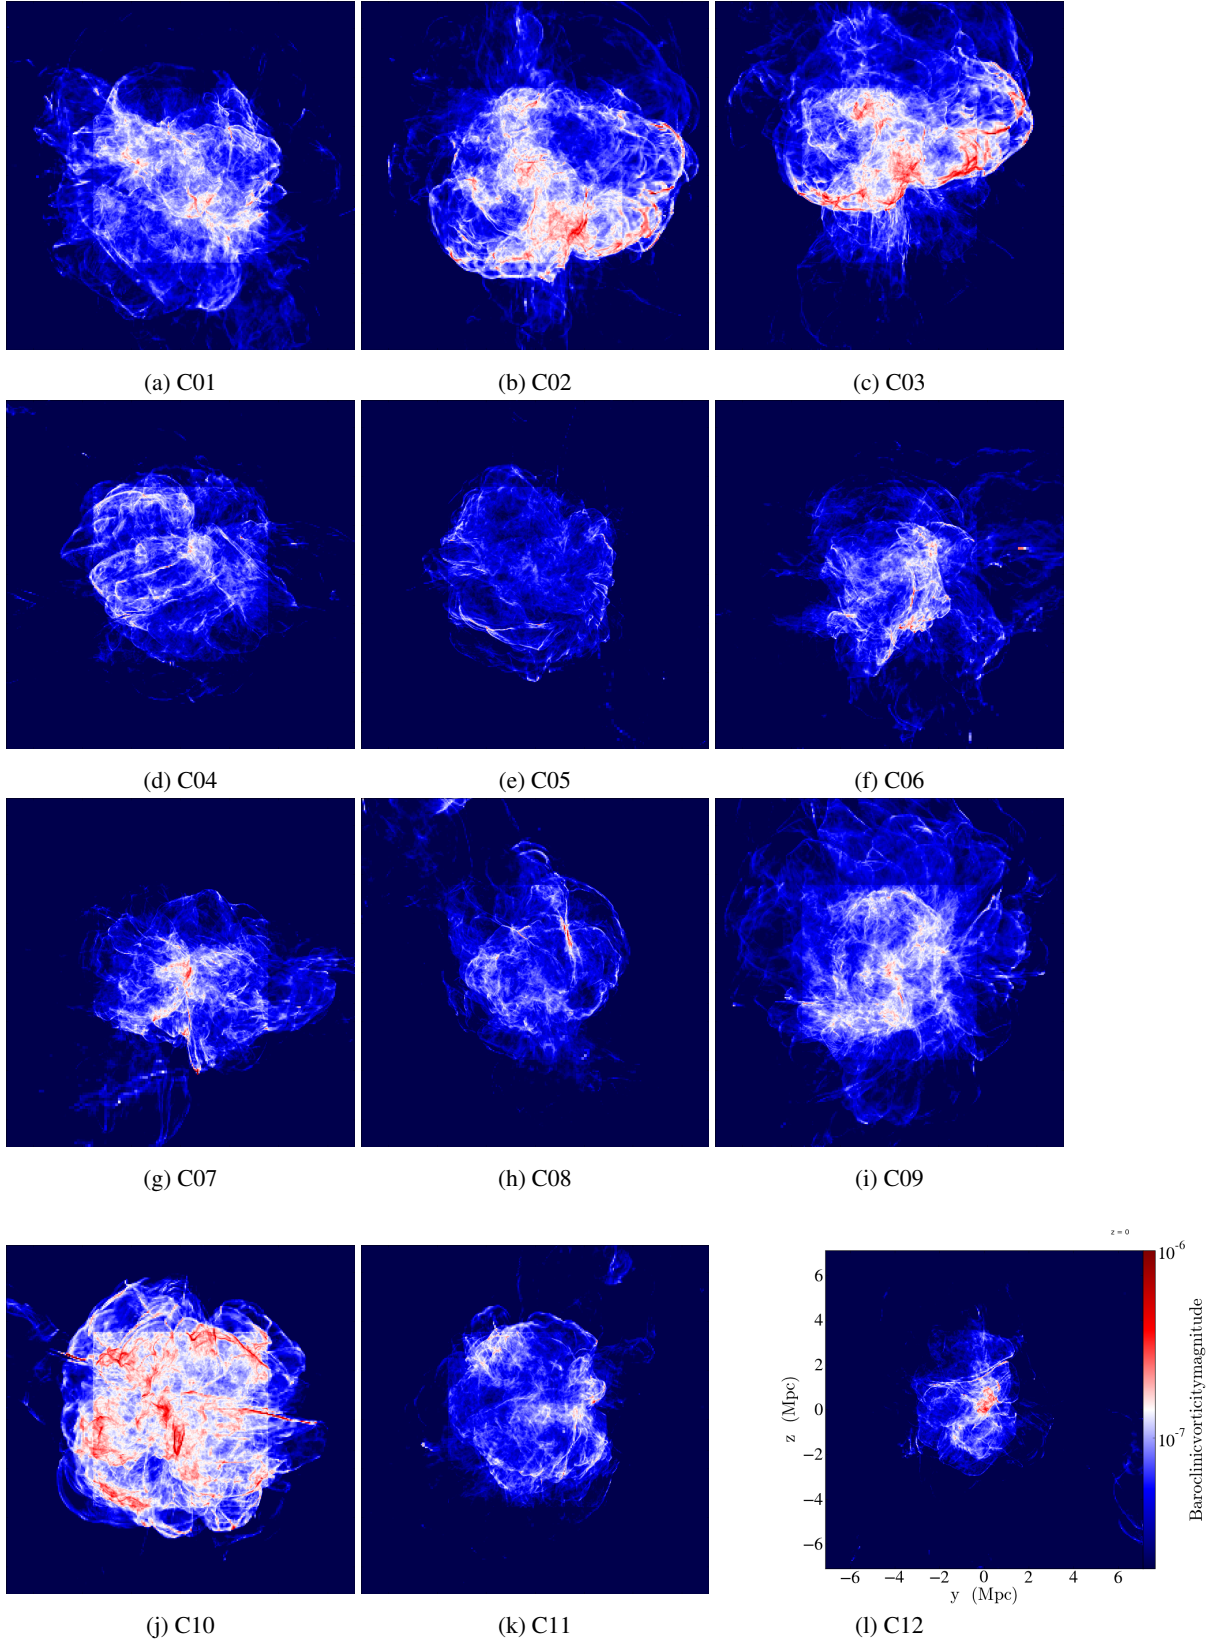 (a) C01
(b) C02
(c) C03
(d) C04
(e) C05
(f) C06
(g) C07
(h) C08
(i) C09
z = 0
10^-6
6
4
2
0
−2
−4
−6
z (Mpc)
10^-7
Baroclinicvorticitymagnitude
−6 −4 −2 0 2 4 6
y (Mpc)
(j) C10
(k) C11
(l) C12